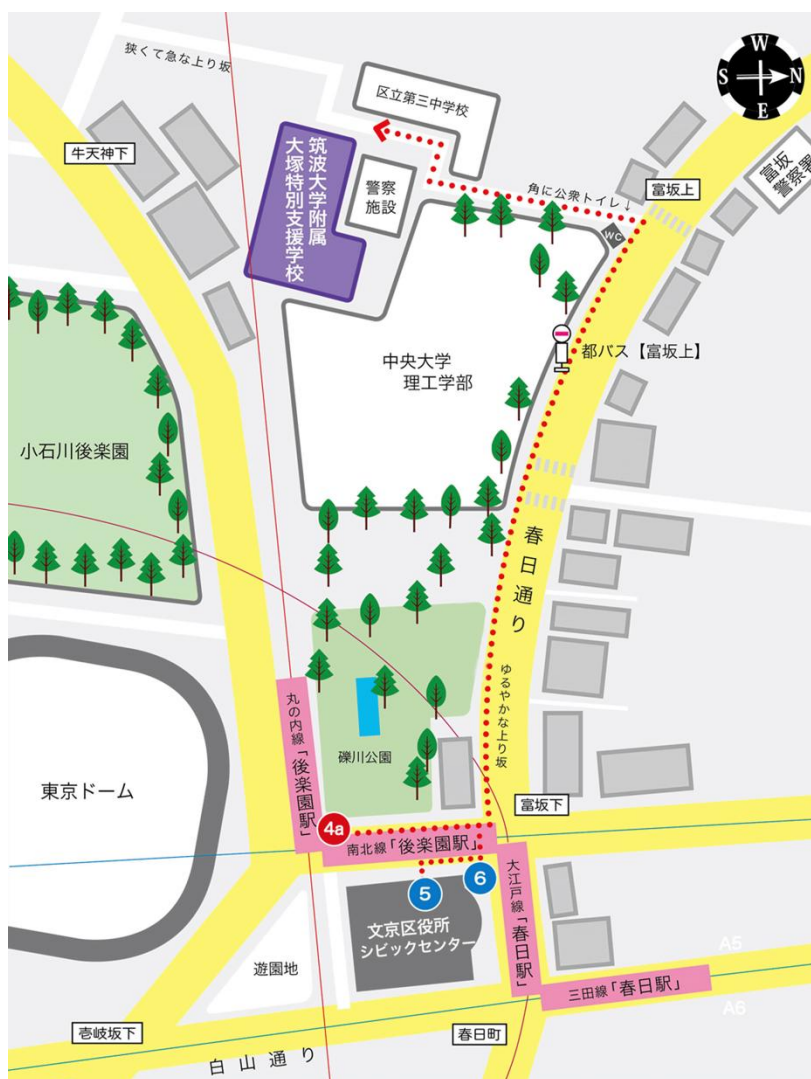 狭くて急な上り坂
区立第三中学校
W
S
N
E
牛天神下
筑波大学附属
大塚特別支援学校
警察
施設
角に公衆トイレ↓
富坂上
富坂
警察署
WC
中央大学
理工学部
都バス【富坂上】
小石川後楽園
春日通り
ゆるやかな上り坂
丸の内線「後楽園駅」
礫川公園
東京ドーム
富坂下
4a
南北線「後楽園駅」
5
6
大江戸線「春日駅」
文京区役所
シビックセンター
遊園地
A5
三田線「春日駅」
A6
壱岐坂下
春日町
白山通り